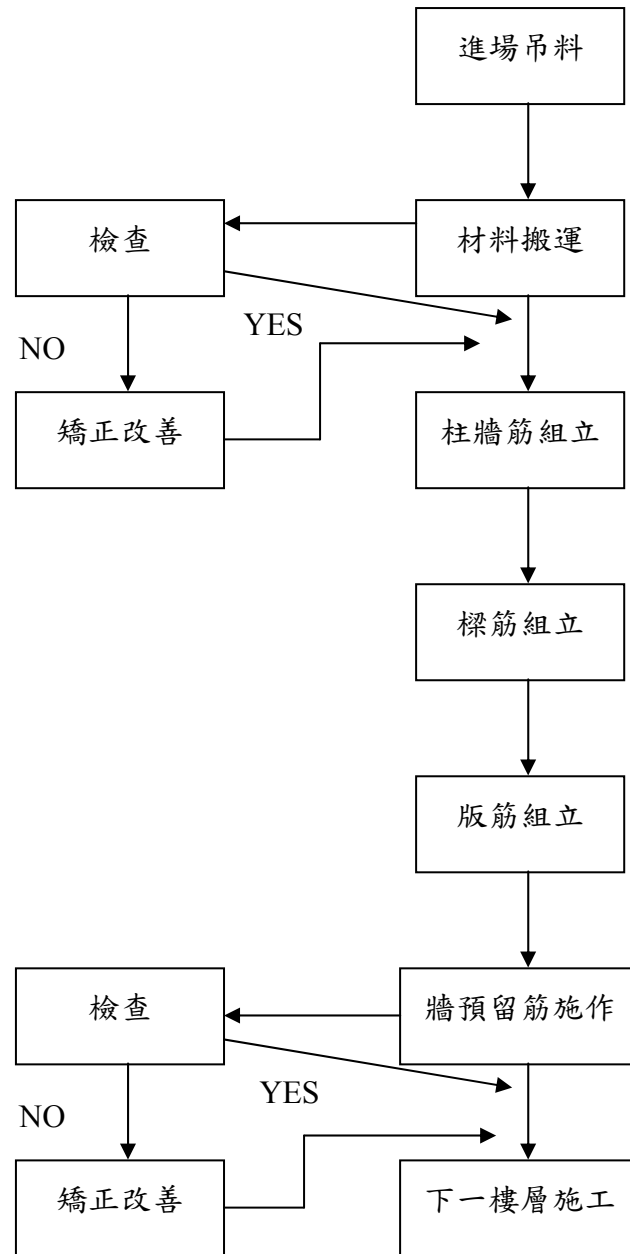 進場吊料
檢查
材料搬運
YES
NO
矯正改善
柱牆筋組立
樑筋組立
版筋組立
檢查
牆預留筋施作
YES
NO
矯正改善
下一樓層施工